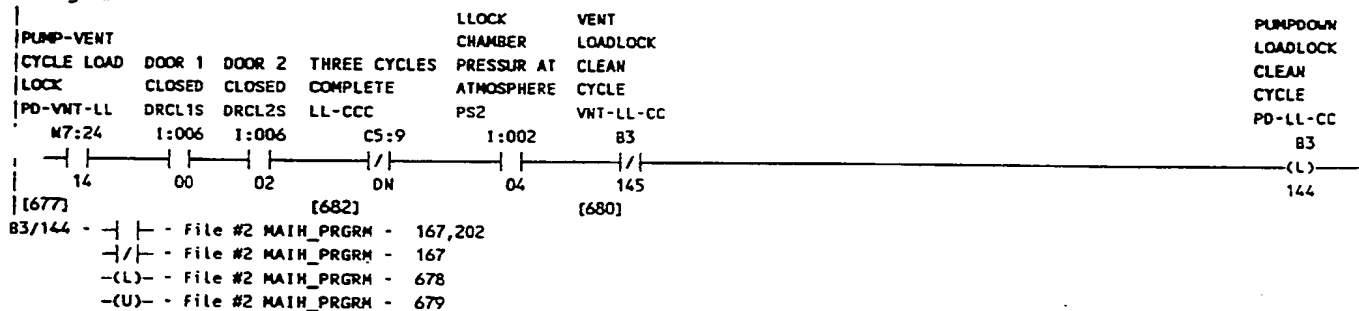 LLOCK VENT PUMPDOWN
PUMP-VENT CHAMBER LOADLOCK LOADLOCK
CYCLE LOAD DOOR 1 DOOR 2 THREE CYCLES PRESSUR AT CLEAN CLEAN
LOCK CLOSED CLOSED COMPLETE ATMOSPHERE CYCLE CYCLE
PD-VNT-LL DRCL1S DRCL2S LL-CCC PS2 VNT-LL-CC PD-LL-CC
N7:24 I:006 I:006 C5:9 I:002 B3 B3
(L)
14 00 02 DN 04 145 144
[677] [682] [680]
B3/144 - -| |- - File #2 MAIN_PRGRM - 167,202
-|/|- - File #2 MAIN_PRGRM - 167
-(L)- - File #2 MAIN_PRGRM - 678
-(U)- - File #2 MAIN_PRGRM - 679